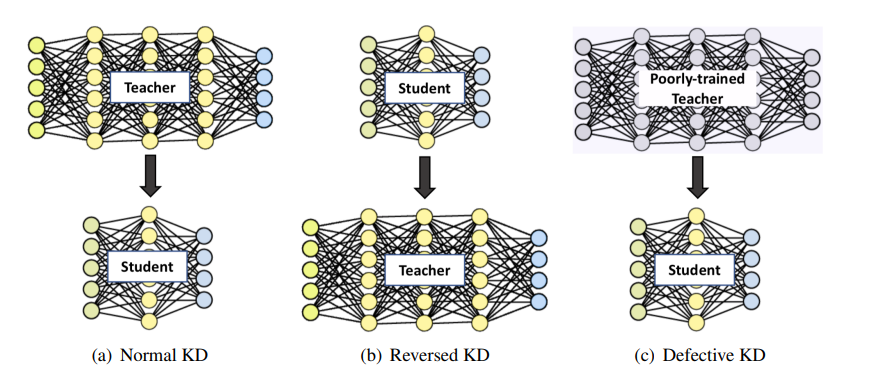 Teacher
Student
Poorly-trained
Teacher
Student
Teacher
Student
(a) Normal KD
(b) Reversed KD
(c) Defective KD